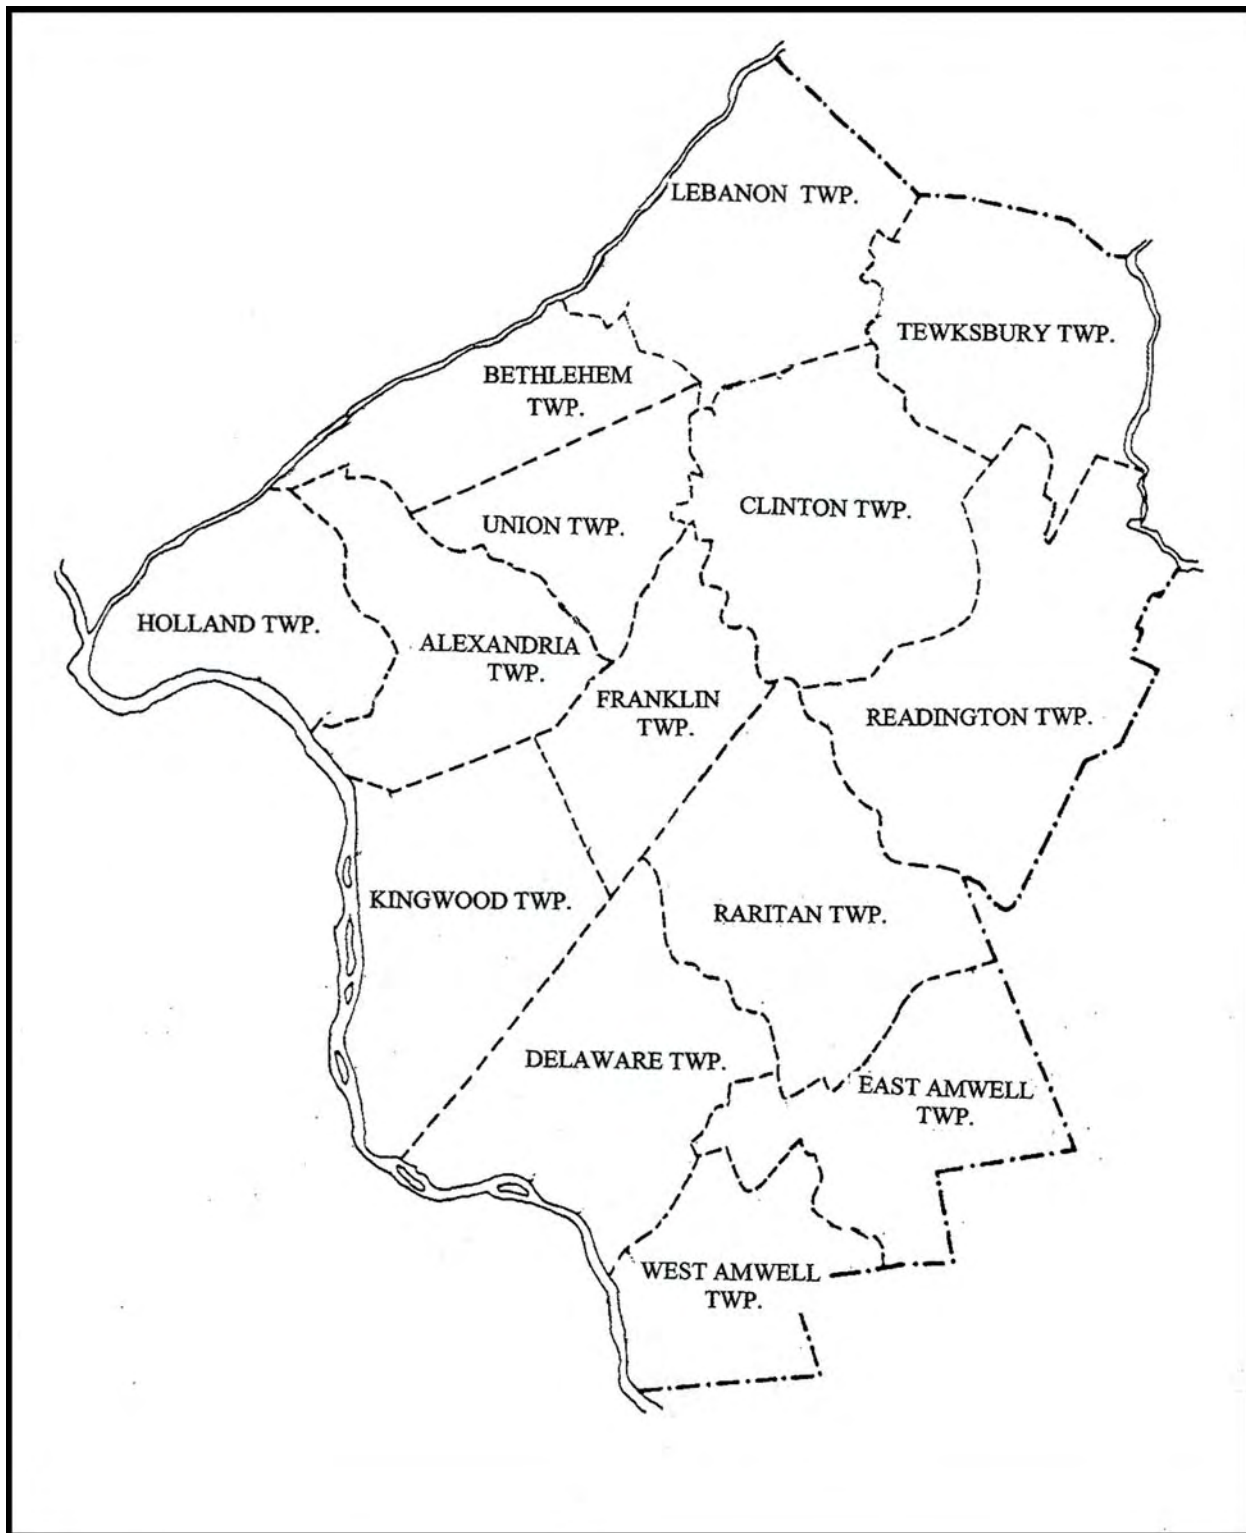 LEBANON TWP.
TEWKSBURY TWP.
BETHLEHEM
TWP.
CLINTON TWP.
UNION TWP.
HOLLAND TWP.
ALEXANDRIA
TWP.
FRANKLIN
TWP.
READINGTON TWP.
KINGWOOD TWP.
RARITAN TWP.
DELAWARE TWP.
EAST AMWELL
TWP.
WEST AMWELL
TWP.